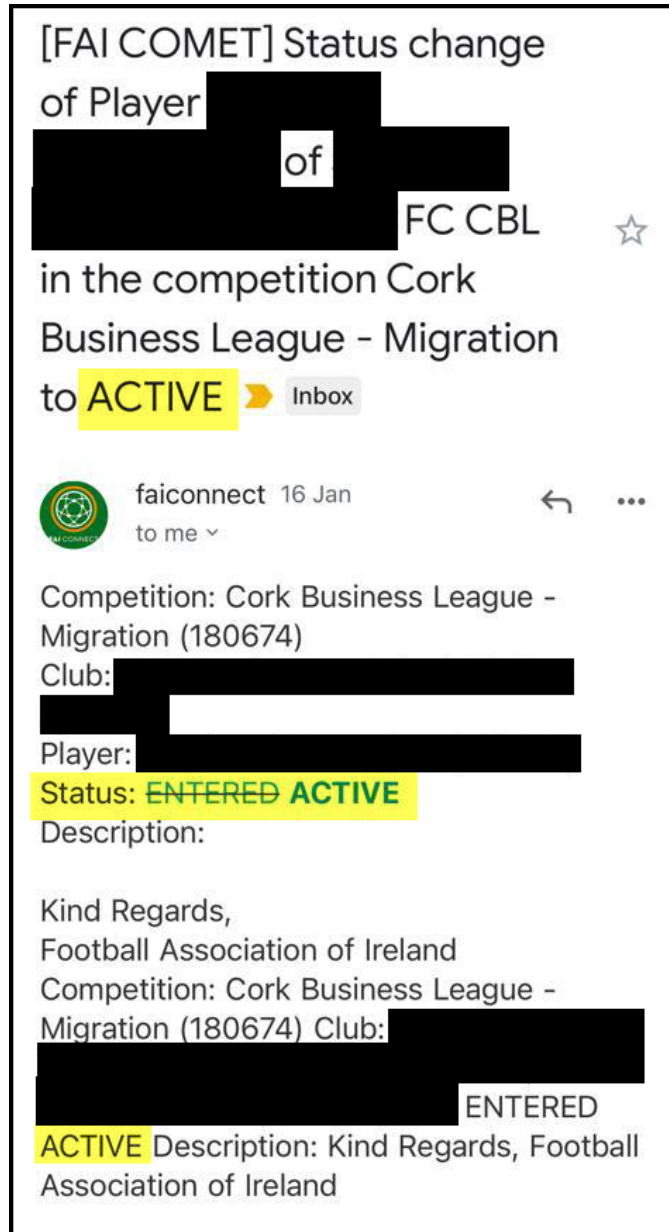 [FAI COMET] Status change
of Player
of
FC CBL
in the competition Cork
Business League - Migration
to ACTIVE Inbox
FAI CONNECT
faiconnect 16 Jan
to me
Competition: Cork Business League -
Migration (180674)
Club:
Player:
Status: ENTERED ACTIVE
Description:
Kind Regards,
Football Association of Ireland
Competition: Cork Business League -
Migration (180674) Club:
ENTERED
ACTIVE Description: Kind Regards, Football
Association of Ireland